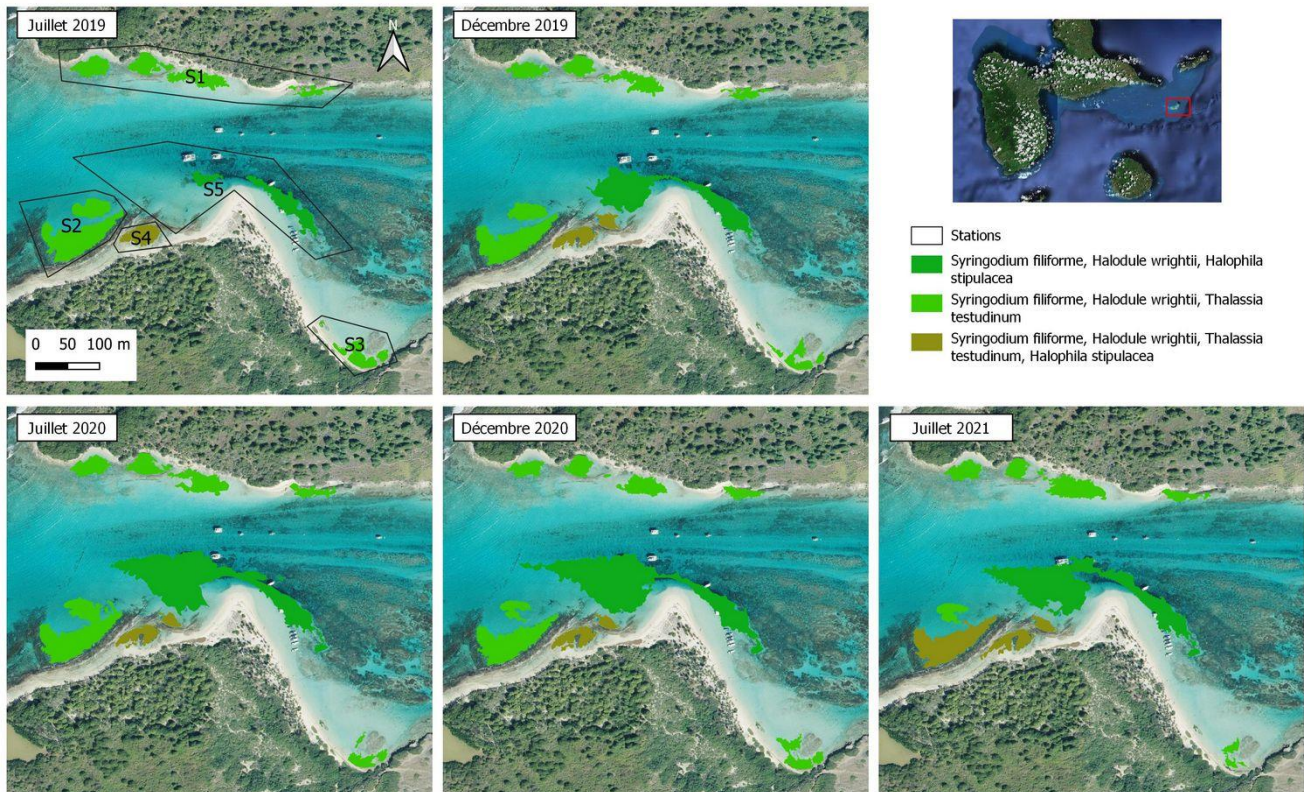 Juillet 2019
N
S1
S2
S4
S5
S3
0 50 100 m
Décembre 2019
Stations
Syringodium filiforme, Halodule wrightii, Halophila
stipulacea
Syringodium filiforme, Halodule wrightii, Thalassia
testudinum
Syringodium filiforme, Halodule wrightii, Thalassia
testudinum, Halophila stipulacea
Juillet 2020
Décembre 2020
Juillet 2021